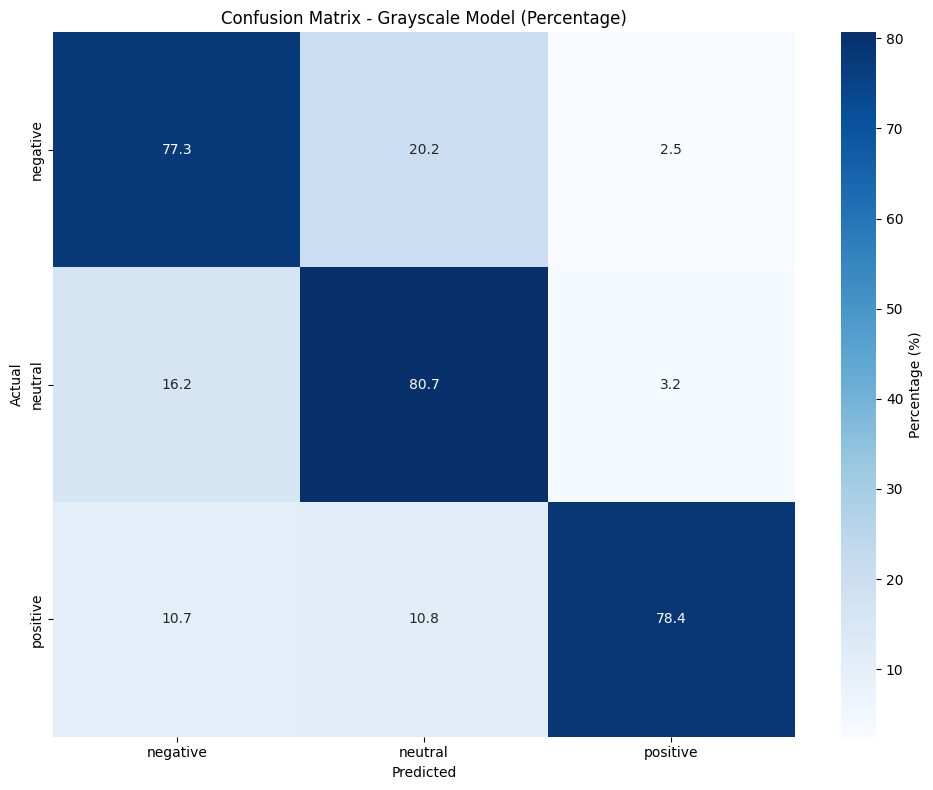 Confusion Matrix - Grayscale Model (Percentage)
negative
77.3
20.2
2.5
Actual
neutral
16.2
80.7
3.2
positive
10.7
10.8
78.4
negative
neutral
positive
Predicted
80
70
60
50
40
30
20
10
Percentage (%)